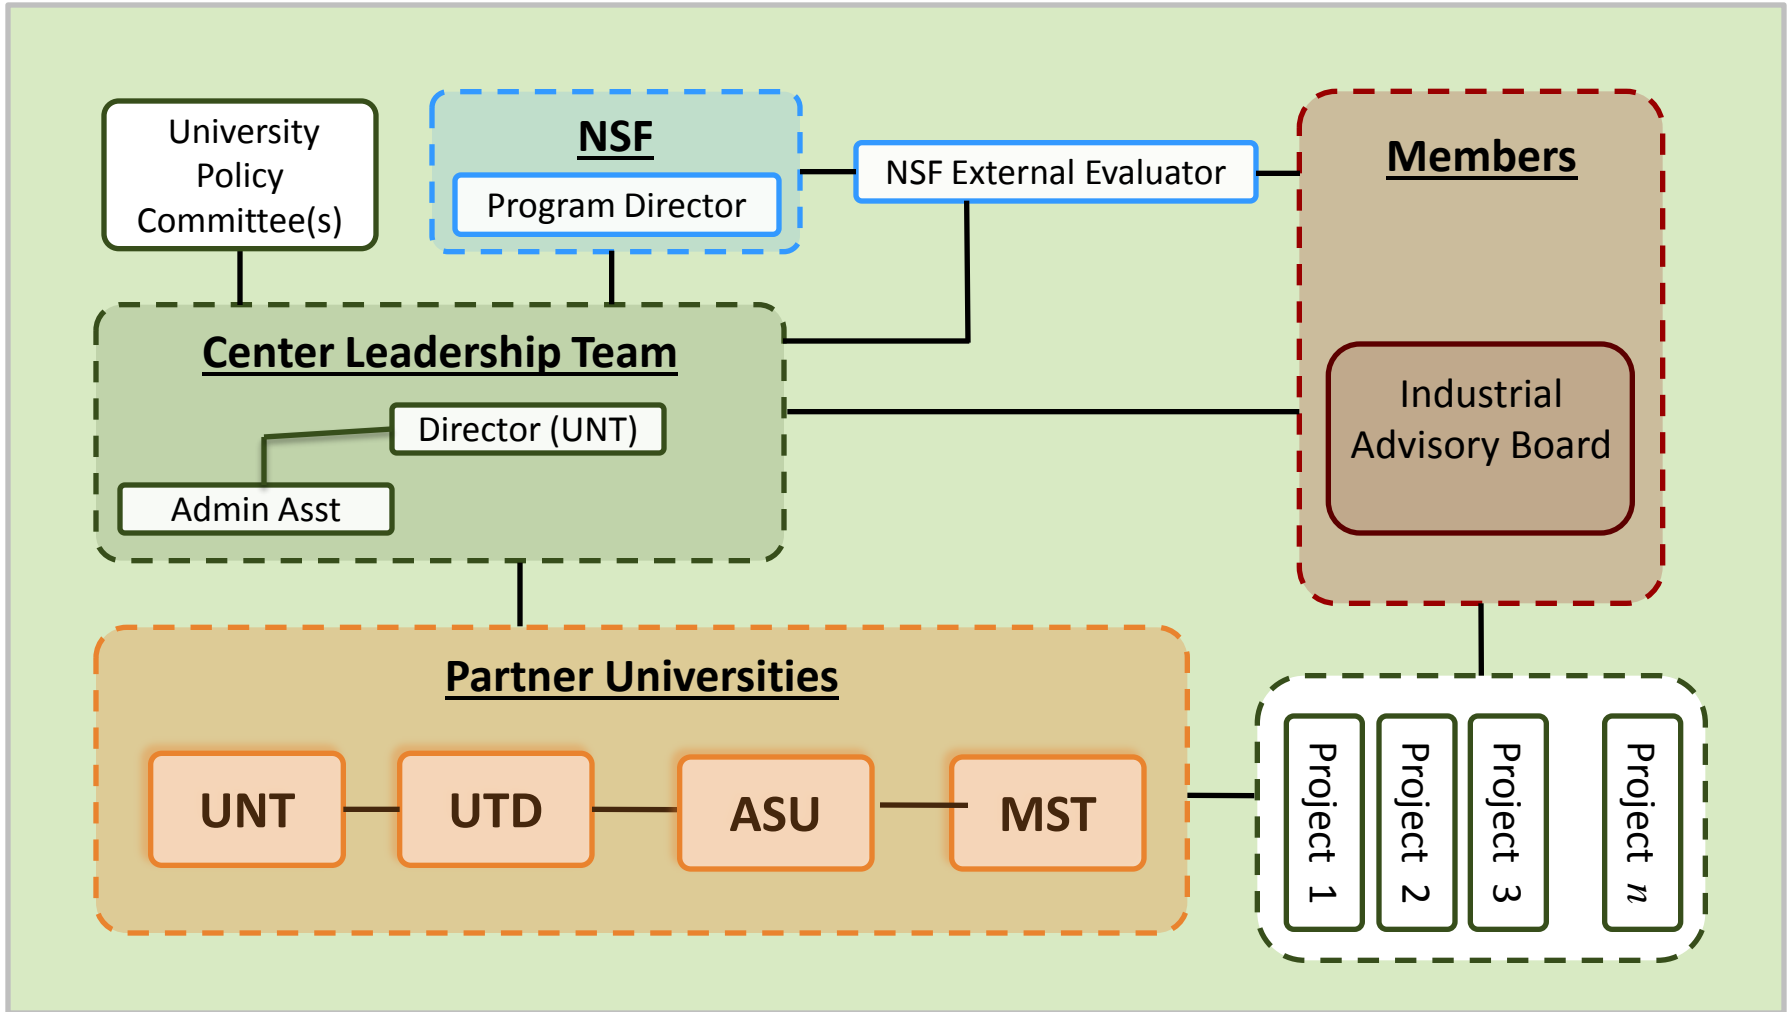 University
Policy
Committee(s)
NSF
Program Director
NSF External Evaluator
Members
Industrial
Advisory Board
Center Leadership Team
Director (UNT)
Admin Asst
Partner Universities
UNT
UTD
ASU
MST
Project 1
Project 2
Project 3
Project n